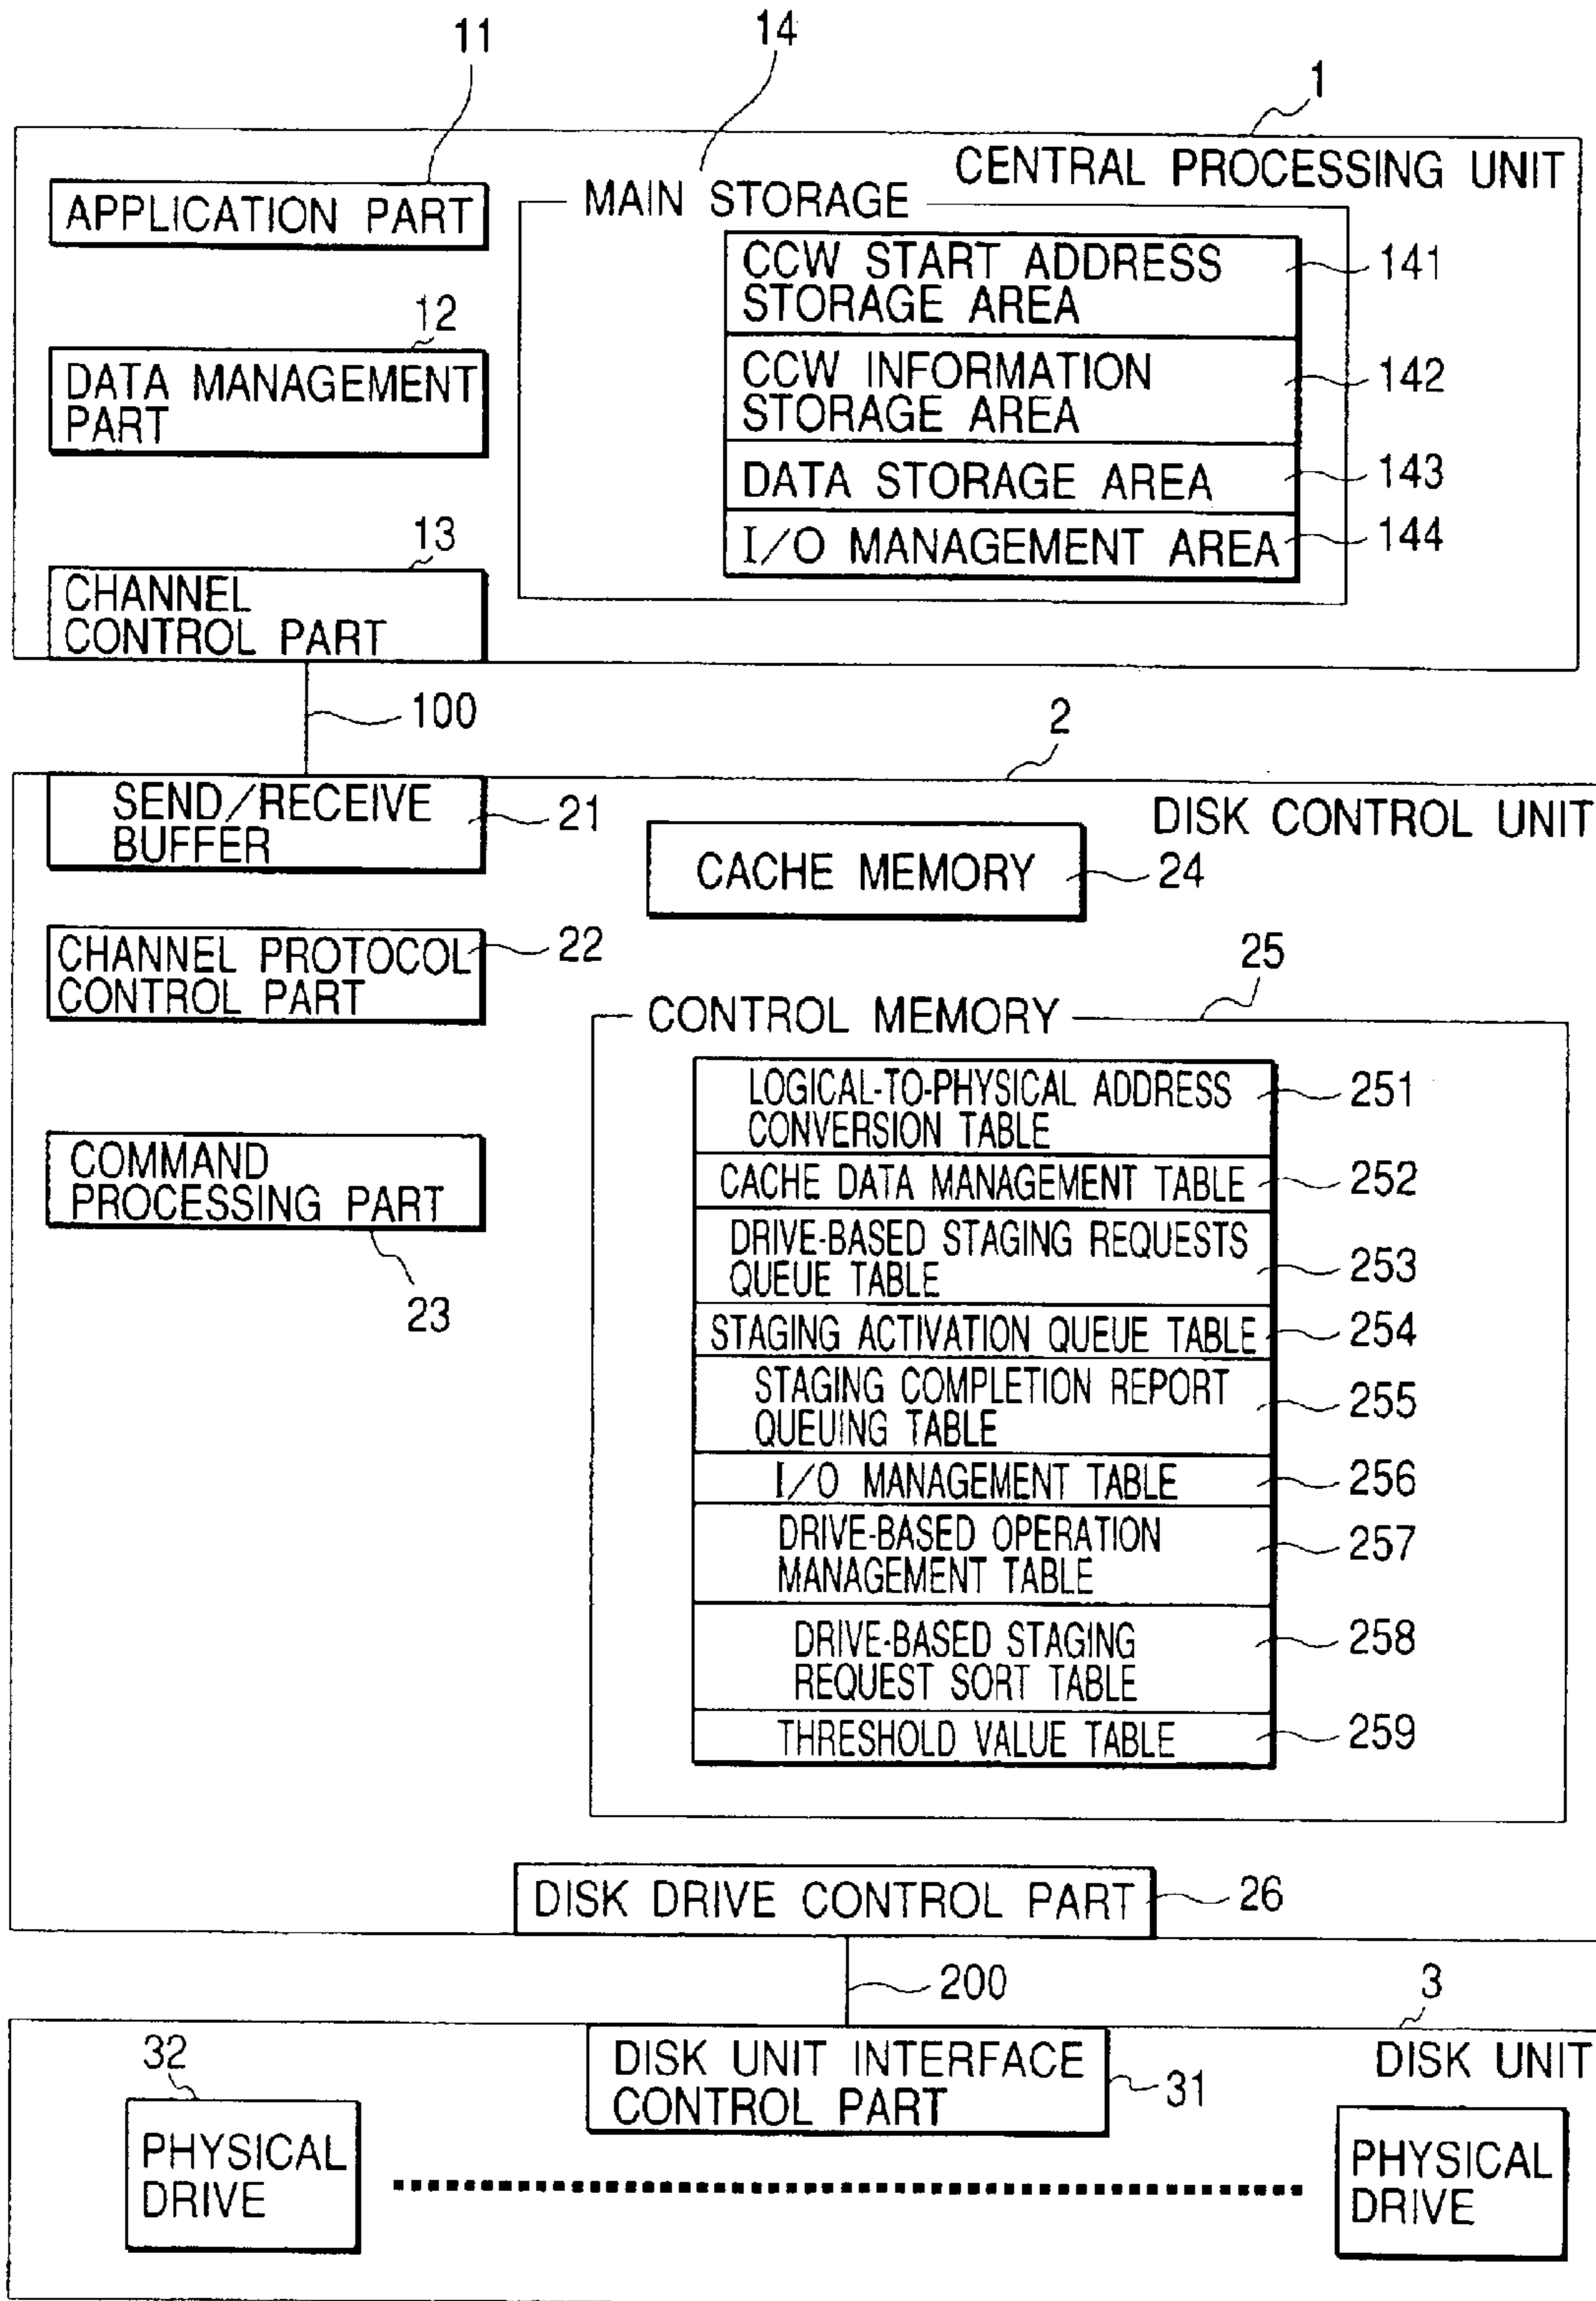 11
14
1
CENTRAL PROCESSING UNIT
APPLICATION PART
MAIN STORAGE
CCW START ADDRESS
STORAGE AREA
141
12
DATA MANAGEMENT
PART
CCW INFORMATION
STORAGE AREA
142
DATA STORAGE AREA
143
13
I/O MANAGEMENT AREA
144
CHANNEL
CONTROL PART
100
2
SEND/RECEIVE
BUFFER
21
DISK CONTROL UNIT
CACHE MEMORY
24
CHANNEL PROTOCOL
CONTROL PART
22
25
CONTROL MEMORY
LOGICAL-TO-PHYSICAL ADDRESS
CONVERSION TABLE
251
COMMAND
PROCESSING PART
23
CACHE DATA MANAGEMENT TABLE
252
DRIVE-BASED STAGING REQUESTS
QUEUE TABLE
253
STAGING ACTIVATION QUEUE TABLE
254
STAGING COMPLETION REPORT
QUEUING TABLE
255
I/O MANAGEMENT TABLE
256
DRIVE-BASED OPERATION
MANAGEMENT TABLE
257
DRIVE-BASED STAGING
REQUEST SORT TABLE
258
THRESHOLD VALUE TABLE
259
DISK DRIVE CONTROL PART
26
200
3
32
DISK UNIT INTERFACE
CONTROL PART
31
DISK UNIT
PHYSICAL
DRIVE
PHYSICAL
DRIVE